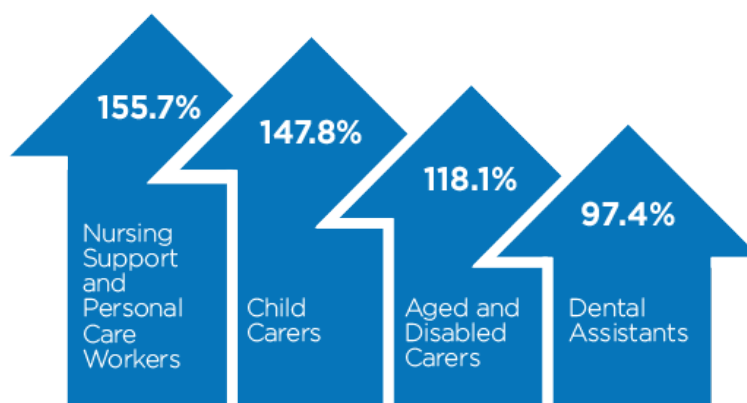 155.7%
Nursing
Support
and
Personal
Care
Workers
147.8%
Child
Carers
118.1%
Aged and
Disabled
Carers
97.4%
Dental
Assistants